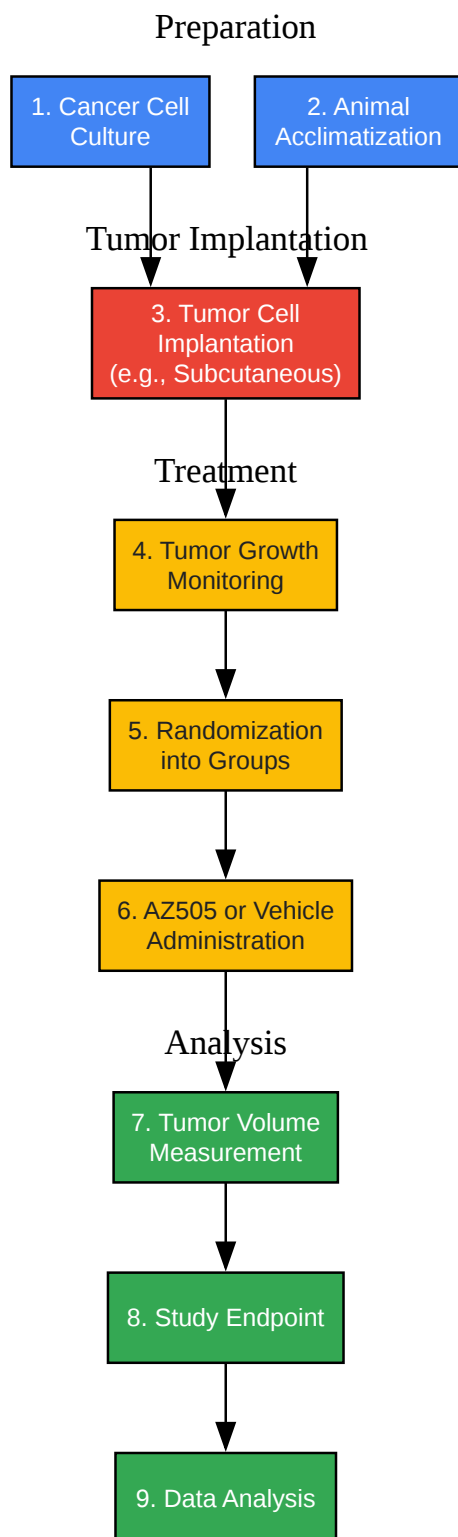 Preparation
1. Cancer Cell
Culture
2. Animal
Acclimatization
Tumor Implantation
3. Tumor Cell
Implantation
(e.g., Subcutaneous)
Treatment
4. Tumor Growth
Monitoring
5. Randomization
into Groups
6. AZ505 or Vehicle
Administration
Analysis
7. Tumor Volume
Measurement
8. Study Endpoint
9. Data Analysis